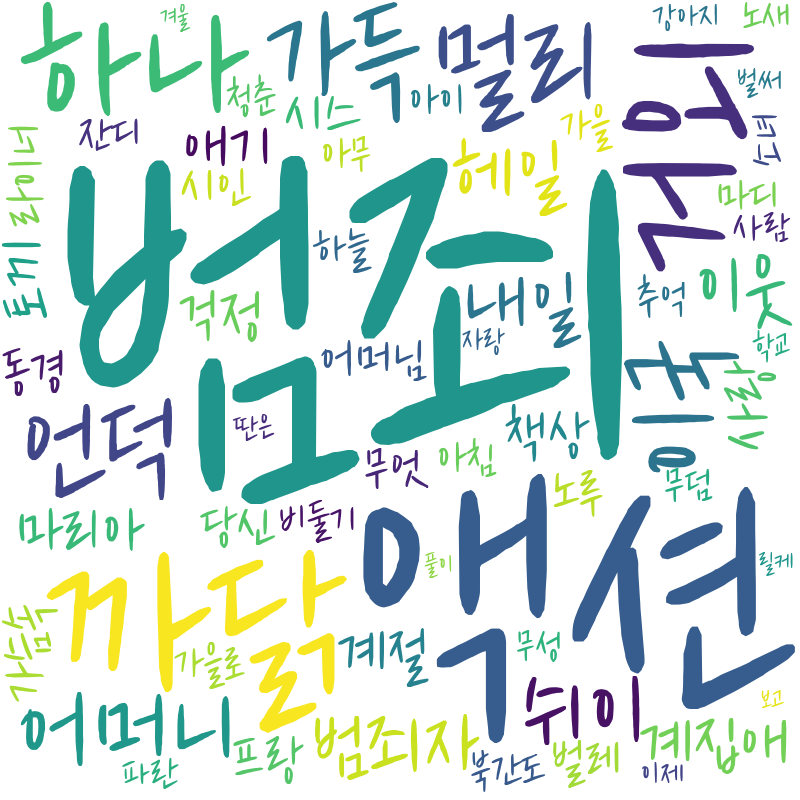 겨울
하나
가득
멀리
강아지
노새
청춘
시스
아이
벌써
잔디
애기
아무
가을
영화
토끼
라이너
시인
헤일
마디
사람
범죄
하늘
걱정
내일
추억
이웃
자랑
학교
동경
어머님
언덕
딴은
책상
무엇
아침
노루
무덤
마리아
당신
비둘기
액션
풀이
릴케
까닭
가슴속
가을로
계절
무성
쉬이
보고
어머니
파란
프랑
범죄자
북간도
벌레
이제
계집애